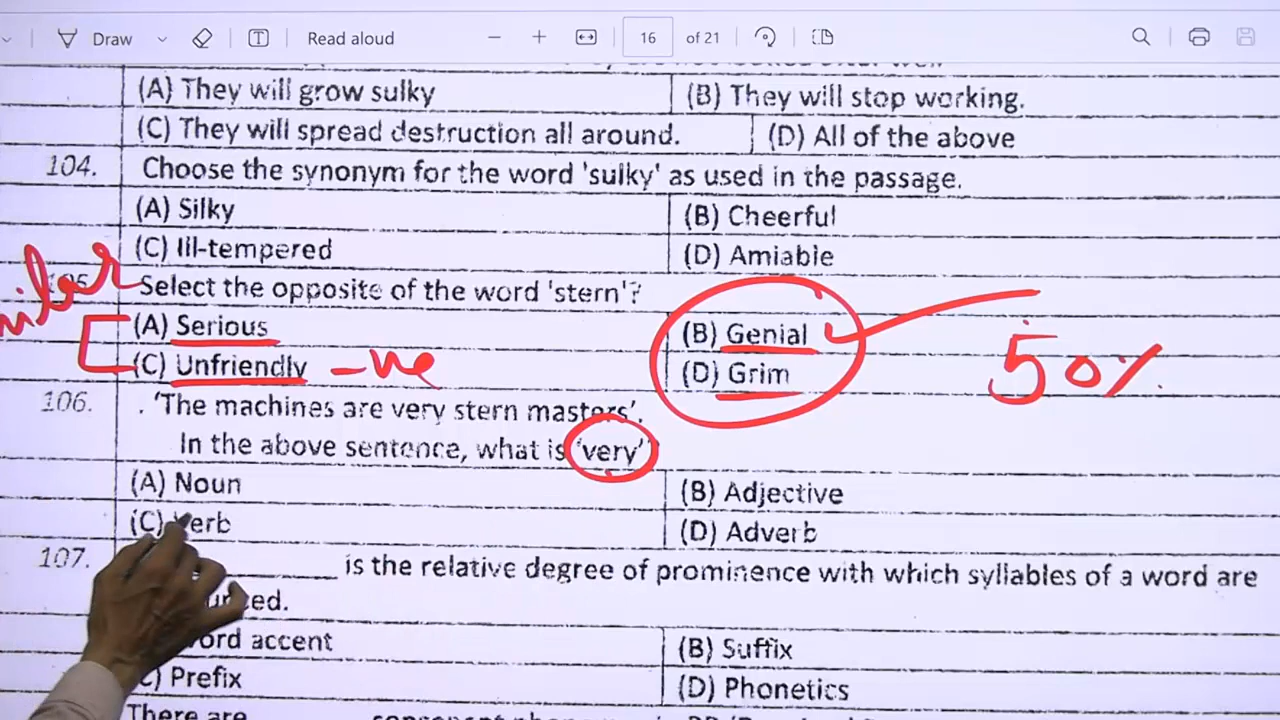 Draw
Read aloud
16 of 21
(A) They will grow sulky (B) They will stop working.
(C) They will spread destruction all around. (D) All of the above
104. Choose the synonym for the word 'sulky' as used in the passage.
(A) Silky (B) Cheerful
(C) Ill-tempered (D) Amiable
Select the opposite of the word 'stern'?
(A) Serious (B) Genial
(C) Unfriendly -ve (D) Grim
50%
106. . 'The machines are very stern masters'.
In the above sentence, what is 'very'?
(A) Noun (B) Adjective
(C) Verb (D) Adverb
107. is the relative degree of prominence with which syllables of a word are
(B) Suffix
accent
Prefix (D) Phonetics
There are